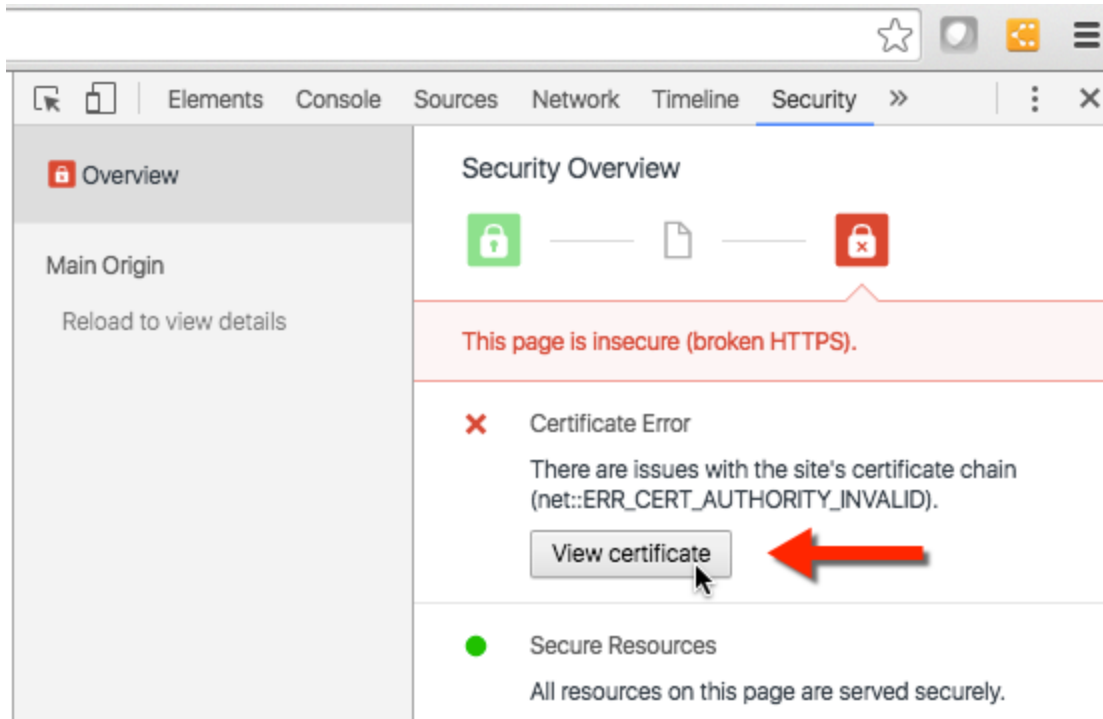 Elements Console Sources Network Timeline Security »
Overview
Main Origin
Reload to view details
Security Overview
This page is insecure (broken HTTPS).
Certificate Error
There are issues with the site's certificate chain
(net::ERR_CERT_AUTHORITY_INVALID).
View certificate
Secure Resources
All resources on this page are served securely.